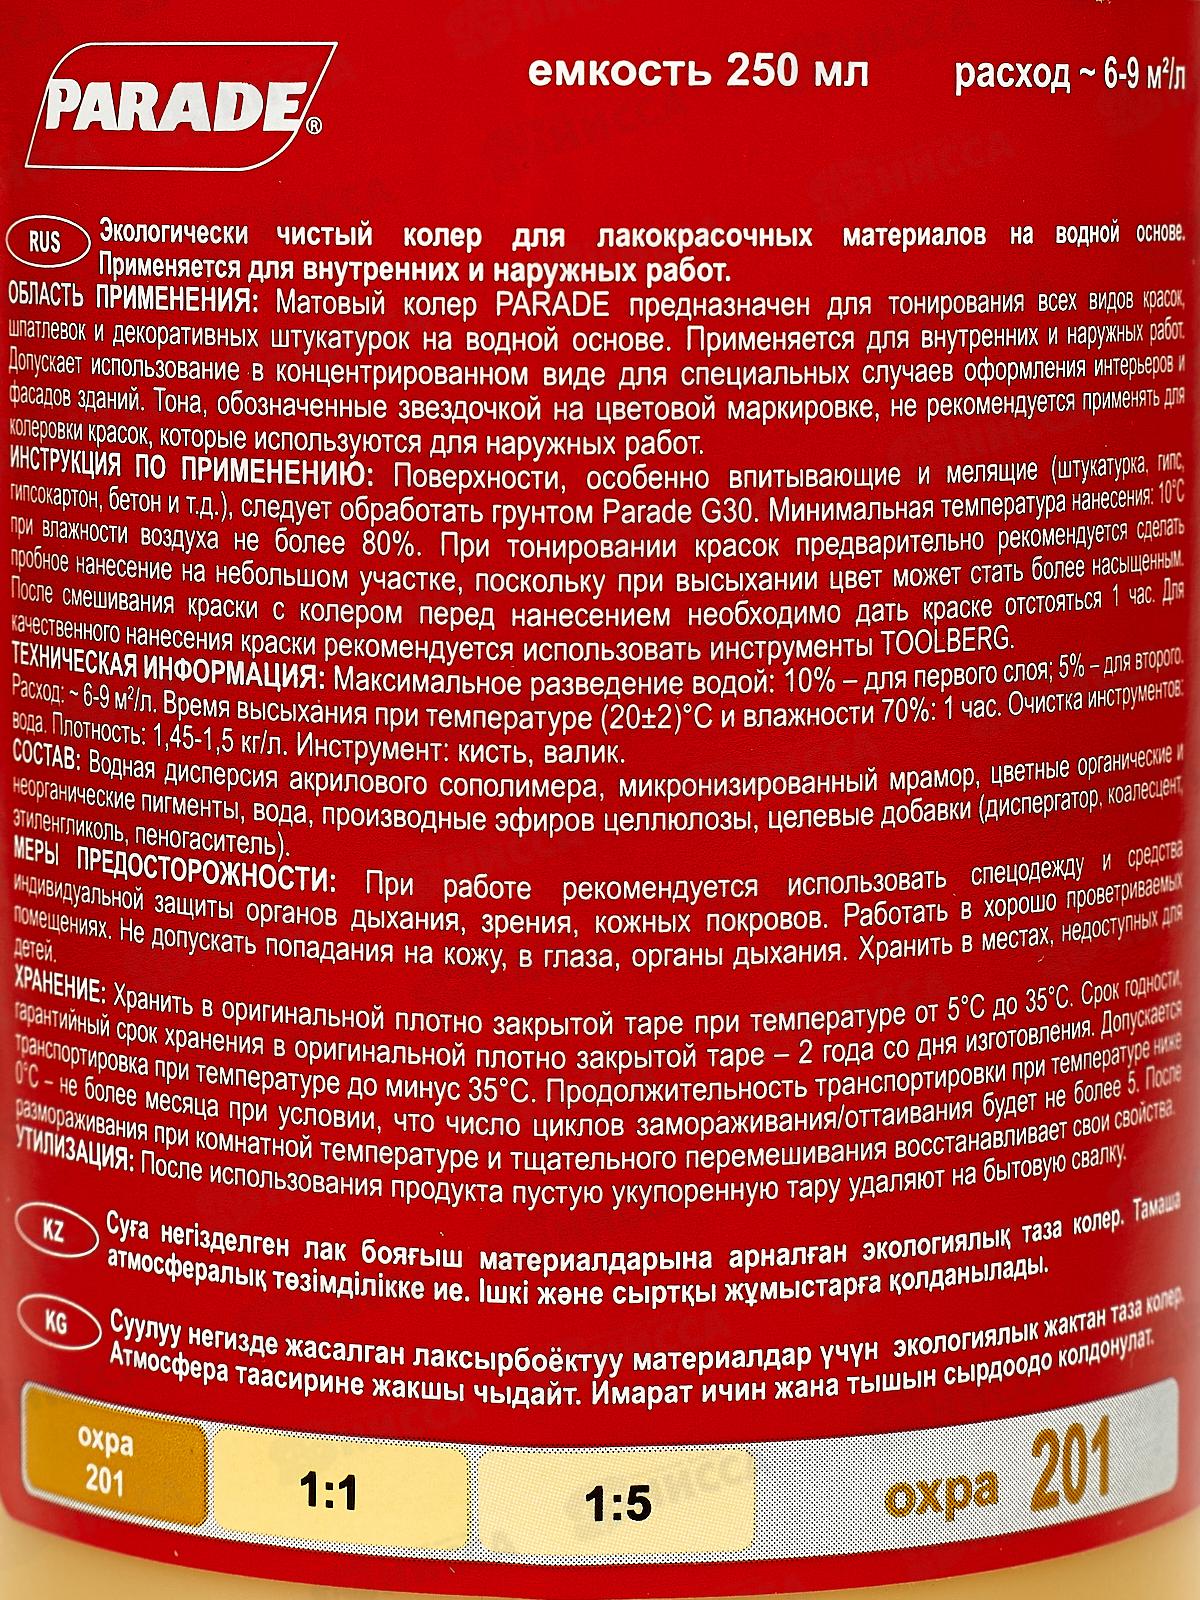 PARADE®
емкость 250 мл
расход ~ 6-9 м²/л
RUS
Экологически чистый колер для лакокрасочных материалов на водной основе.
Применяется для внутренних и наружных работ.
ОБЛАСТЬ ПРИМЕНЕНИЯ: Матовый колер PARADE предназначен для тонирования всех видов красок,
шпатлевок и декоративных штукатурок на водной основе. Применяется для внутренних и наружных работ.
Допускает использование в концентрированном виде для специальных случаев оформления интерьеров и
фасадов зданий. Тона, обозначенные звездочкой на цветовой маркировке, не рекомендуется применять для
колеровки красок, которые используются для наружных работ.
ИНСТРУКЦИЯ ПО ПРИМЕНЕНИЮ: Поверхности, особенно впитывающие и мелящие (штукатурка, гипс,
гипсокартон, бетон и т.д.), следует обработать грунтом Parade G30. Минимальная температура нанесения: 10°С
при влажности воздуха не более 80%. При тонировании красок предварительно рекомендуется сделать
пробное нанесение на небольшом участке, поскольку при высыхании цвет может стать более насыщенным.
После смешивания краски с колером перед нанесением необходимо дать краске отстояться 1 час. Для
качественного нанесения краски рекомендуется использовать инструменты TOOLBERG.
ТЕХНИЧЕСКАЯ ИНФОРМАЦИЯ: Максимальное разведение водой: 10% – для первого слоя; 5% – для второго.
Расход: ~ 6-9 м²/л. Время высыхания при температуре (20±2)°С и влажности 70%: 1 час. Очистка инструментов:
вода. Плотность: 1,45-1,5 кг/л. Инструмент: кисть, валик.
СОСТАВ: Водная дисперсия акрилового сополимера, микронизированный мрамор, цветные органические и
неорганические пигменты, вода, производные эфиров целлюлозы, целевые добавки (диспергатор, коалесцент,
этиленгликоль, пеногаситель).
МЕРЫ ПРЕДОСТОРОЖНОСТИ: При работе рекомендуется использовать спецодежду и средства
индивидуальной защиты органов дыхания, зрения, кожных покровов. Работать в хорошо проветриваемых
помещениях. Не допускать попадания на кожу, в глаза, органы дыхания. Хранить в местах, недоступных для
детей.
ХРАНЕНИЕ: Хранить в оригинальной плотно закрытой таре при температуре от 5°С до 35°С. Срок годности,
гарантийный срок хранения в оригинальной плотно закрытой таре – 2 года со дня изготовления. Допускается
транспортировка при температуре до минус 35°С. Продолжительность транспортировки при температуре ниже
0°С – не более месяца при условии, что число циклов замораживания/оттаивания будет не более 5. После
размораживания при комнатной температуре и тщательного перемешивания восстанавливает свои свойства.
УТИЛИЗАЦИЯ: После использования продукта пустую укупоренную тару удаляют на бытовую свалку.
KZ
Суға негізделген лак бояғыш материалдарына арналған экологиялық таза колер. Тамаша
атмосфералық төзімділікке ие. Ішкі және сыртқы жұмыстарға қолданылады.
KG
Суулуу негизде жасалган лаксырбоёктуу материалдар үчүн экологиялык жактан таза колер.
Атмосфера таасирине жакшы чыдайт. Имарат ичин жана тышын сырдоодо колдонулат.
охра
201
1:1
1:5
охра 201